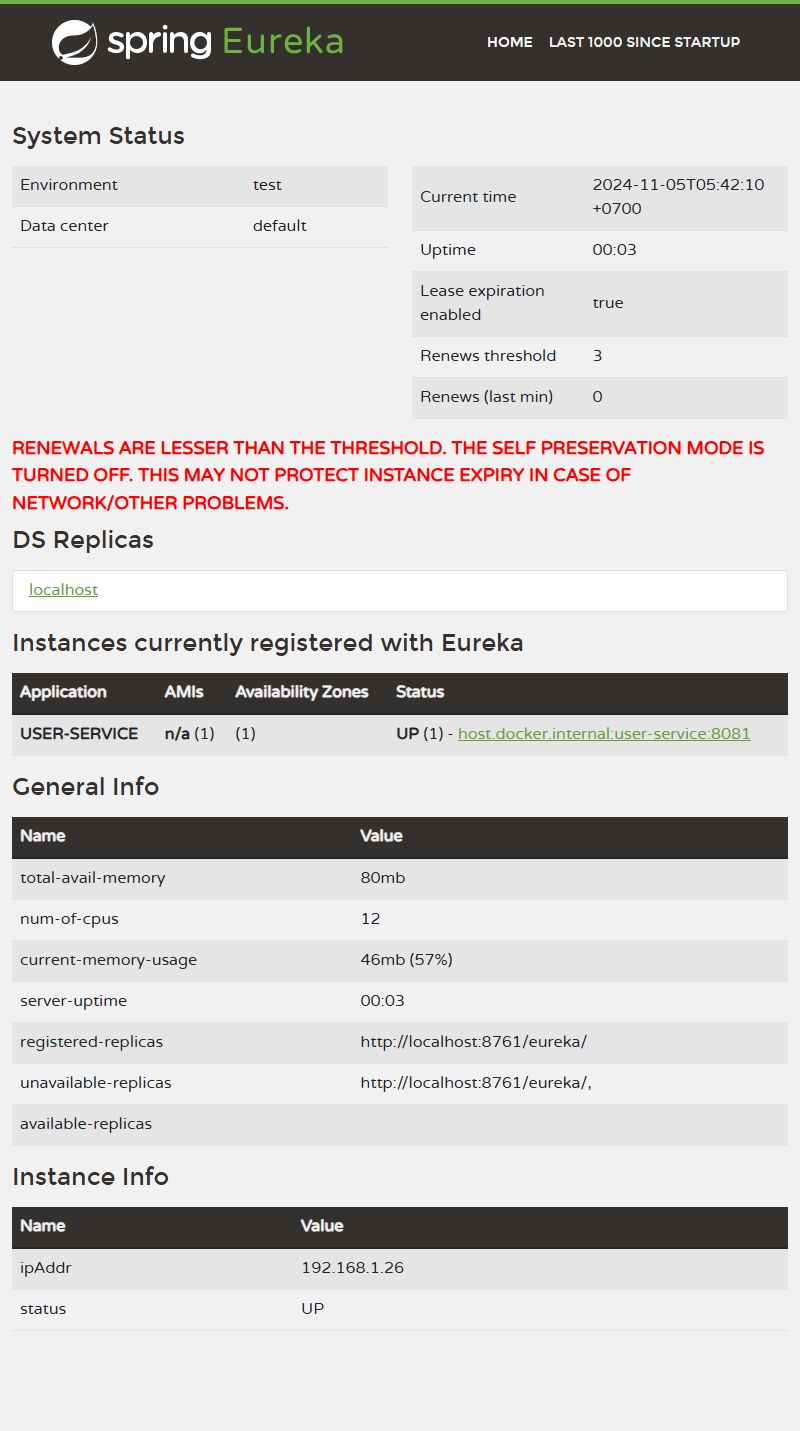 spring Eureka
HOME LAST 1000 SINCE STARTUP
System Status
Environment test
Data center default
Current time 2024-11-05T05:42:10 +0700
Uptime 00:03
Lease expiration enabled true
Renews threshold 3
Renews (last min) 0
RENEWALS ARE LESSER THAN THE THRESHOLD. THE SELF PRESERVATION MODE IS
TURNED OFF. THIS MAY NOT PROTECT INSTANCE EXPIRY IN CASE OF
NETWORK/OTHER PROBLEMS.
DS Replicas
localhost
Instances currently registered with Eureka
Application AMIs Availability Zones Status
USER-SERVICE n/a (1) (1) UP (1) - host.docker.internal:user-service:8081
General Info
Name Value
total-avail-memory 80mb
num-of-cpus 12
current-memory-usage 46mb (57%)
server-uptime 00:03
registered-replicas http://localhost:8761/eureka/
unavailable-replicas http://localhost:8761/eureka/,
available-replicas
Instance Info
Name Value
ipAddr 192.168.1.26
status UP